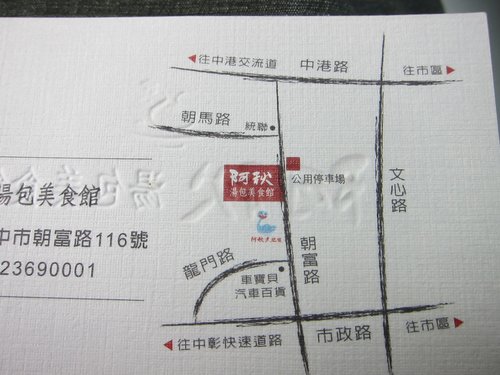 往中港交流道
中港路
往市區
朝馬路
統聯
公用停車場
阿秋
湯包美食館
文心路
湯包美食館
中市朝富路116號
23690001
龍門路
車寶貝
汽車百貨
朝富路
往中彰快速道路
市政路
往市區